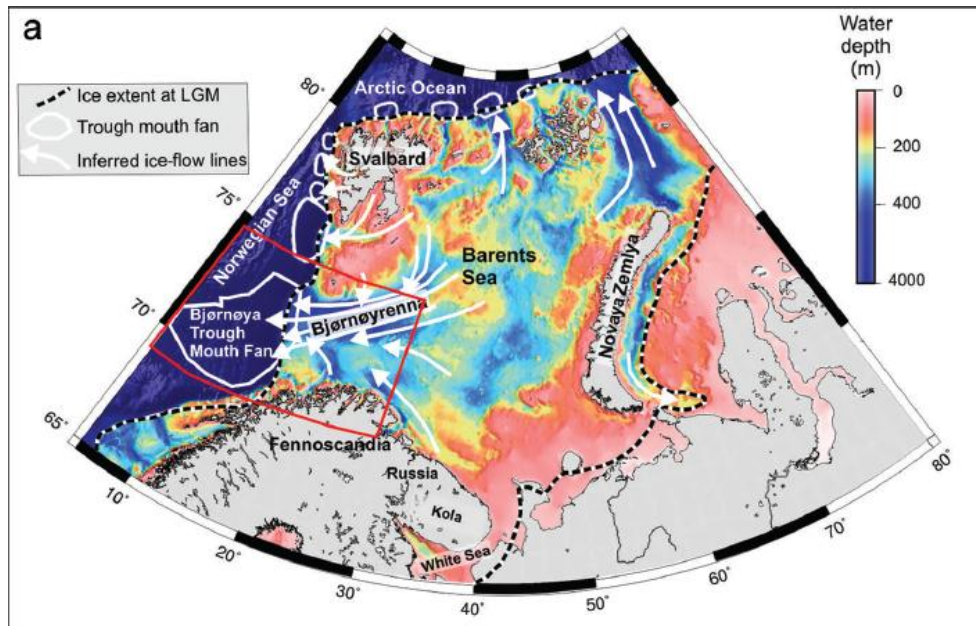 a
Ice extent at LGM
Trough mouth fan
Inferred ice-flow lines
Water
depth
(m)
0
200
400
4000
80°
75°
70°
65°
10°
20°
30°
40°
50°
60°
70°
80°
Arctic Ocean
Svalbard
Norwegian Sea
Barents
Sea
Novaya Zemlya
Bjørnøyrenna
Bjørnøya
Trough
Mouth Fan
Fennoscandia
Russia
Kola
White Sea